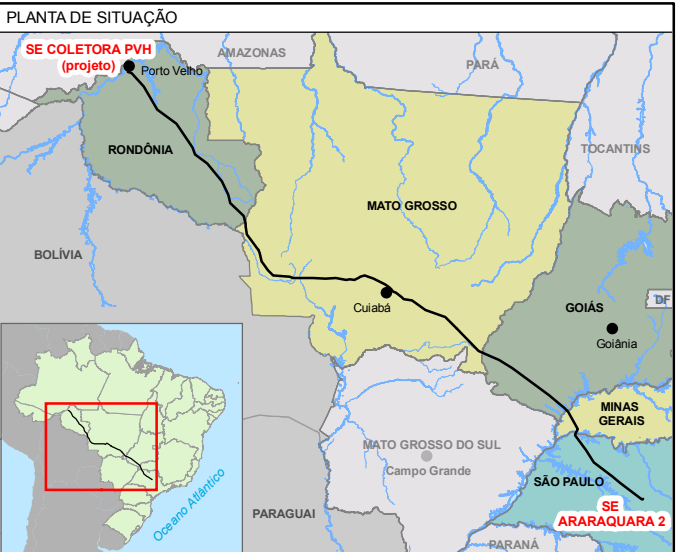 PLANTA DE SITUAÇÃO
SE COLETORA PVH
(projeto)
Porto Velho
AMAZONAS
PARÁ
TOCANTINS
RONDÔNIA
MATO GROSSO
BOLÍVIA
Cuiabá
GOIÁS
DF
Goiânia
MINAS
GERAIS
MATO GROSSO DO SUL
Campo Grande
SÃO PAULO
SE
ARARAQUARA 2
PARAGUAI
PARANÁ
Oceano Atlântico